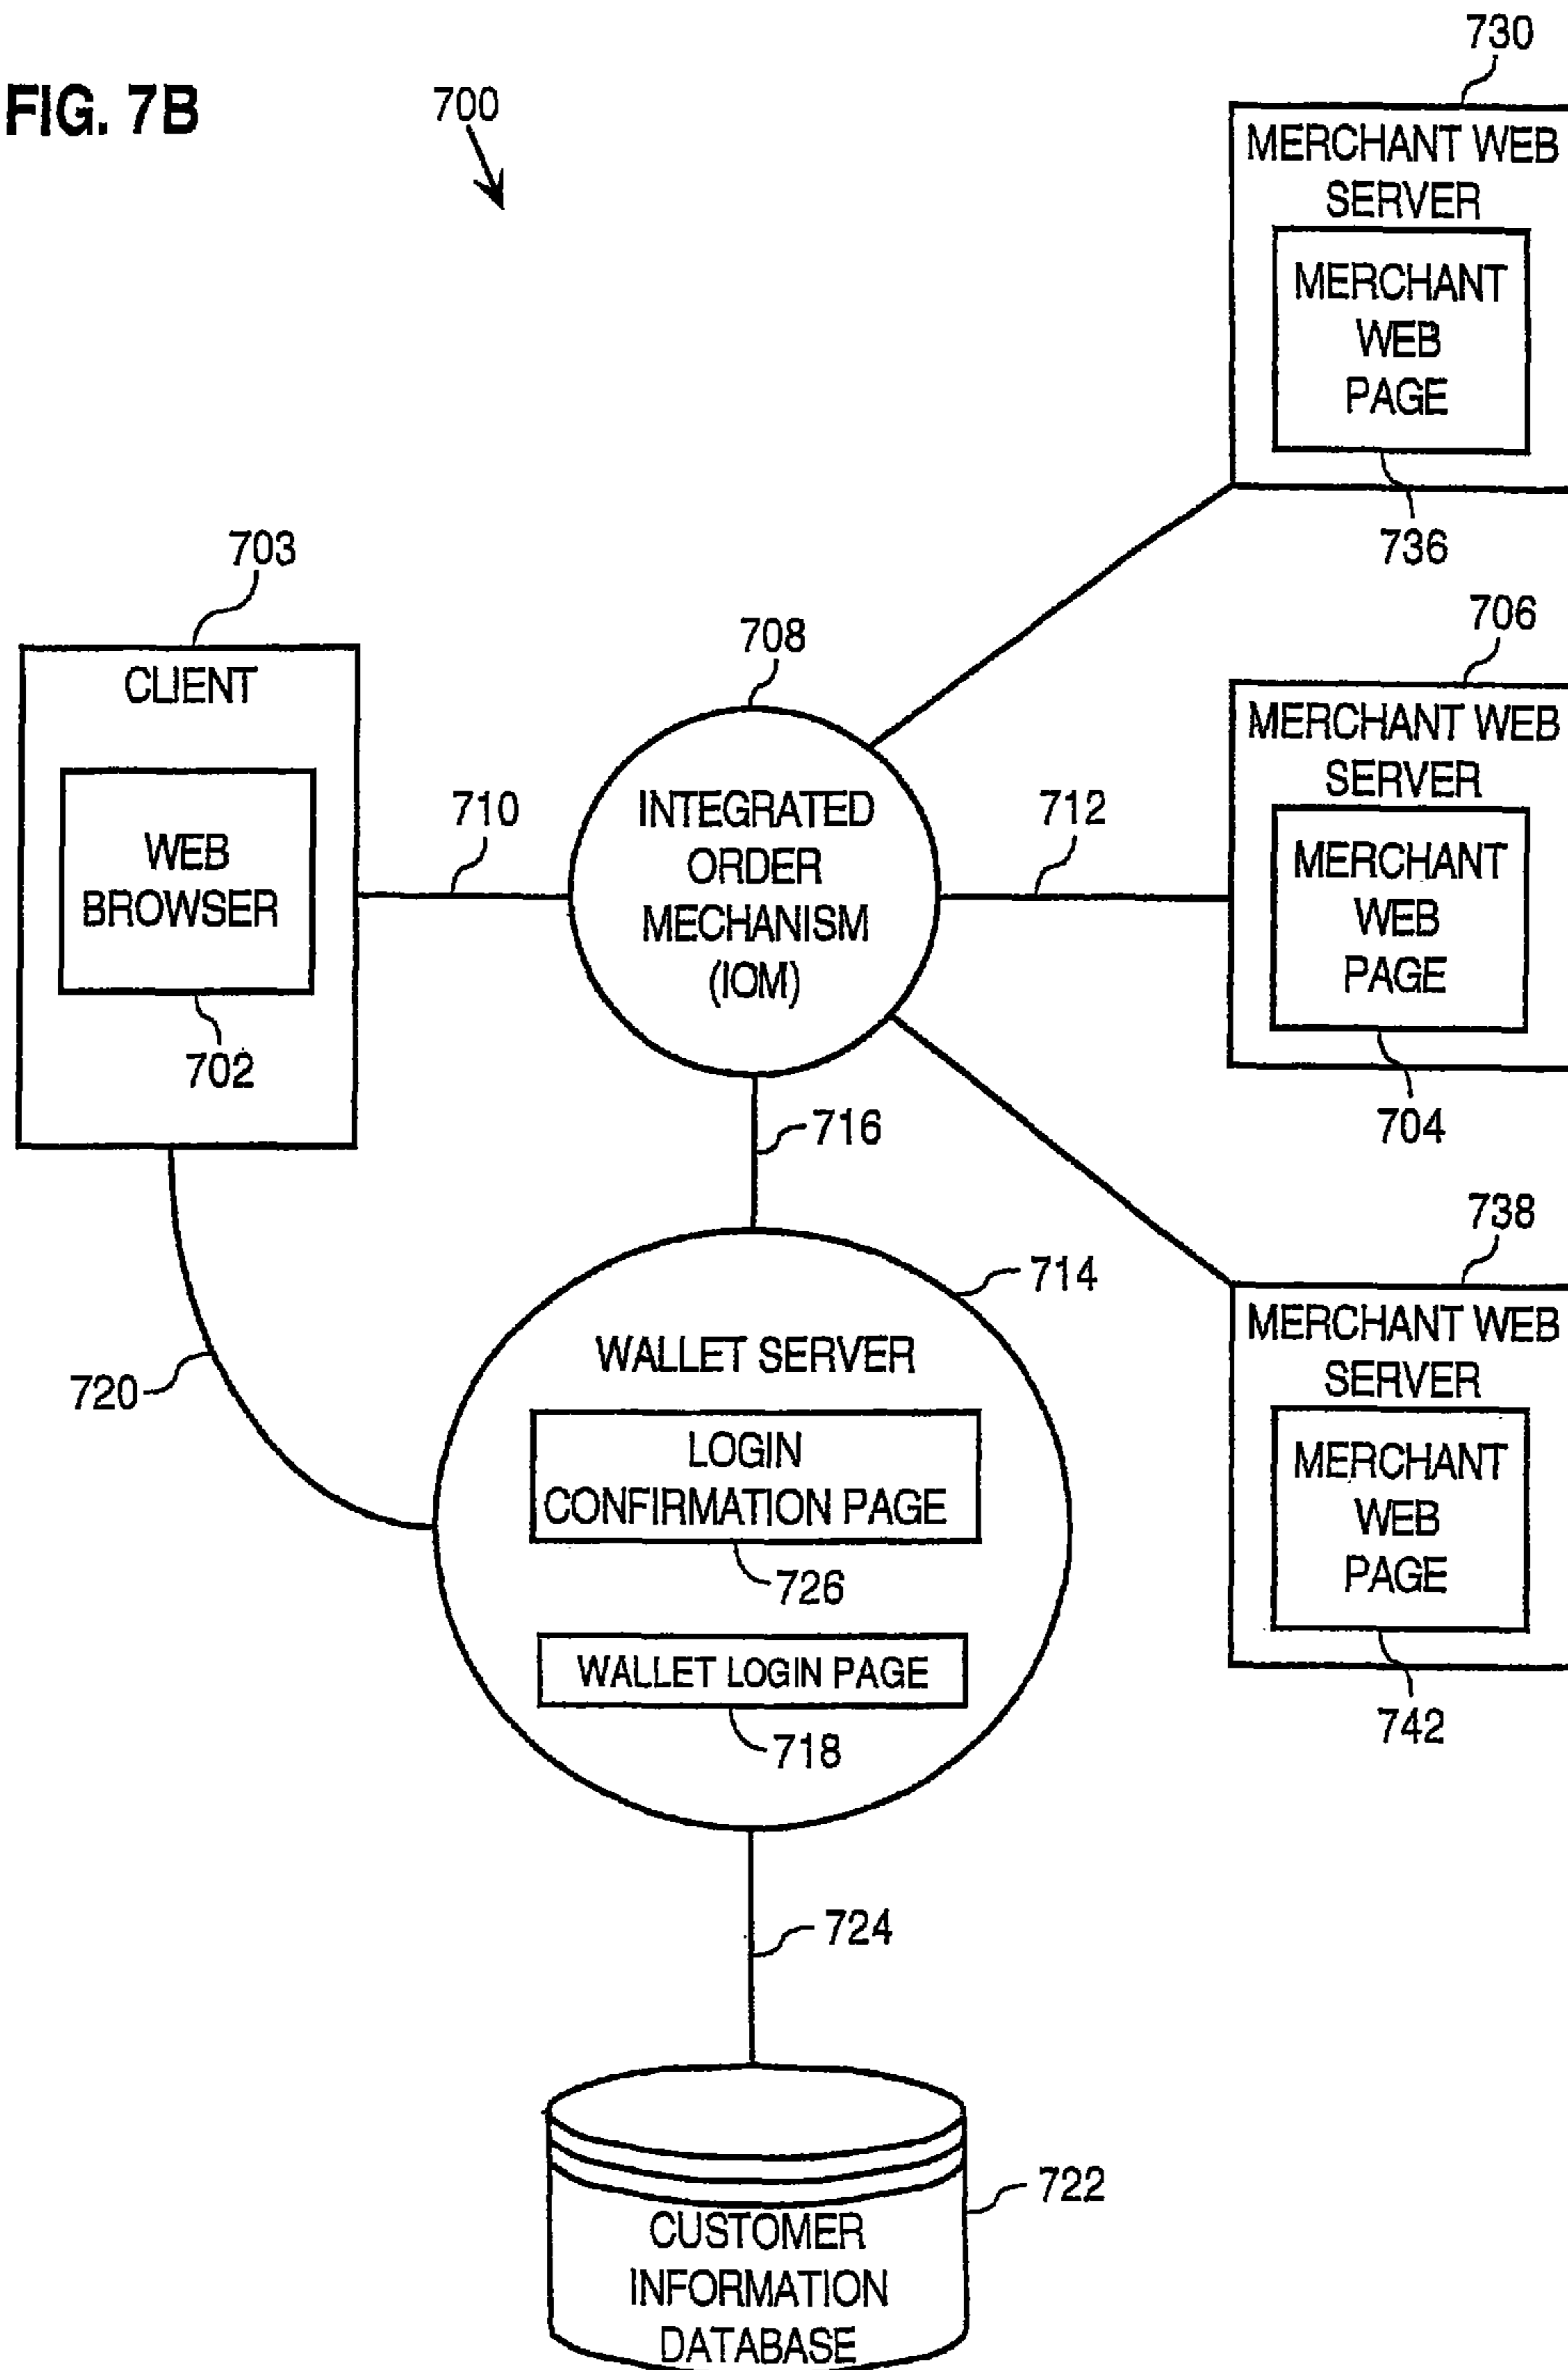 FIG. 7B
700
730
MERCHANT WEB
SERVER
MERCHANT
WEB
PAGE
736
703
CLIENT
WEB
BROWSER
702
710
708
INTEGRATED
ORDER
MECHANISM
(IOM)
712
706
MERCHANT WEB
SERVER
MERCHANT
WEB
PAGE
704
716
738
MERCHANT WEB
SERVER
MERCHANT
WEB
PAGE
742
720
714
WALLET SERVER
LOGIN
CONFIRMATION PAGE
726
WALLET LOGIN PAGE
718
724
722
CUSTOMER
INFORMATION
DATABASE